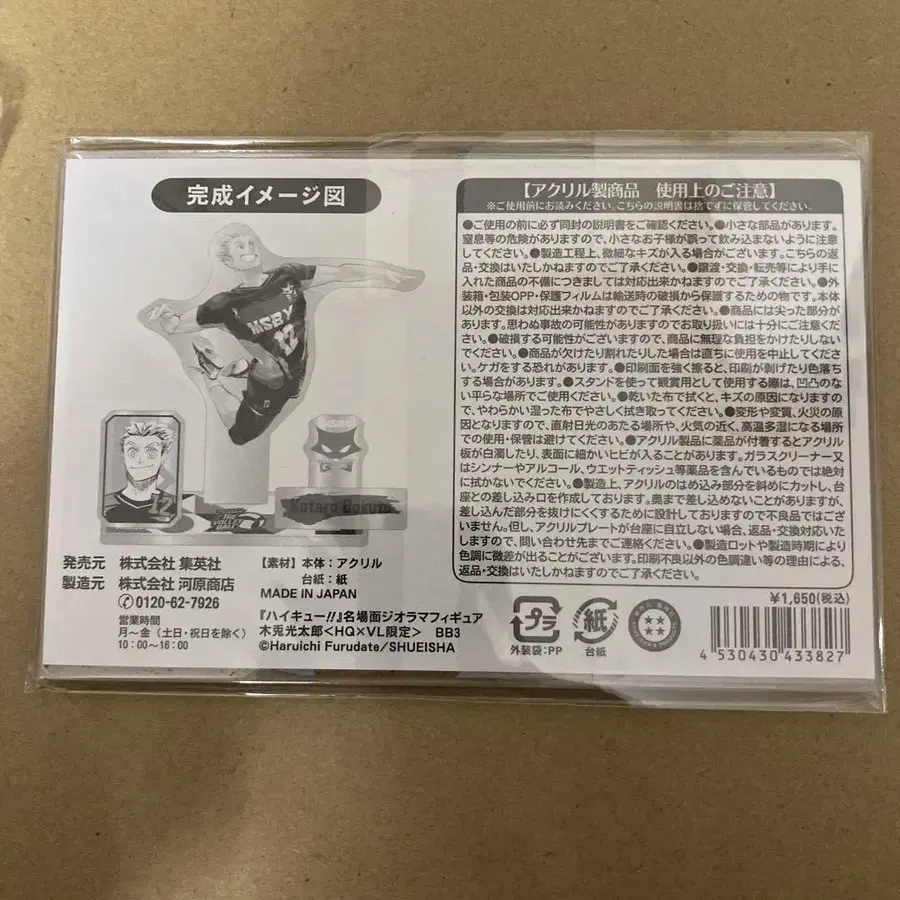 完成イメージ図
MSBY
12
12
12
THE VOLLEYBALL
Kotaro Bokuto
発売元 株式会社 集英社
製造元 株式会社 河原商店
0120-62-7926
営業時間
月〜金（土日・祝日を除く）
10：00〜16：00
【素材】本体：アクリル
台紙：紙
MADE IN JAPAN
『ハイキュー!!』名場面ジオラマフィギュア
木兎光太郎<HQ×VL限定> BB3
©Haruichi Furudate/SHUEISHA
【アクリル製商品 使用上のご注意】
※ご使用前にお読みください。こちらの説明書は捨てずに保管してください。
●ご使用の前に必ず同封の説明書をご確認ください。●小さな部品があります。
窒息等の危険がありますので、小さなお子様が誤って飲み込まないように注意
してください。●製造工程上、微細なキズが入る場合がございます。こちらの返
品・交換はいたしかねますのでご了承ください。●譲渡・交換・転売等により手に
入れた商品の不備につきましては対応出来かねますのでご了承ください。●外
装箱・包装OPP・保護フィルムは輸送時の破損から保護するための物です。本体
以外の交換は対応出来かねますのでご了承ください。●商品には尖った部分が
あります。思わぬ事故の可能性がありますのでお取り扱いには十分にご注意くださ
い。●破損する可能性がございますので、商品に無理な負担をかけたりしない
でください。●商品が欠けたり割れたりした場合は直ちに使用を中止してくださ
い。ケガをする恐れがあります。●印刷面を強く擦ると、印刷が剥げたり色落ち
する場合があります。●スタンドを使って観賞用として使用する際は、凹凸のな
い平らな場所でご使用ください。●乾いた布で拭くと、キズの原因になりますの
で、やわらかい湿った布でやさしく拭き取ってください。●変形や変質、火災の原
因となりますので、直射日光のあたる場所や、火気の近く、高温多湿になる場所
での使用・保管は避けてください。●アクリル製品に薬品が付着するとアクリル
板が白濁したり、表面に細かいヒビが入ることがあります。ガラスクリーナー又
はシンナーやアルコール、ウエットティッシュ等薬品を含んでいるものでは絶対
に拭かないでください。●製造上、アクリルのはめ込み部分を斜めにカットし、台
座との差し込み口を作成しております。奥まで差し込めないことがありますが、
差し込んだ部分を抜けにくくするために設計しておりますので不良品ではござ
いません。但し、アクリルプレートが台座に自立しない場合、返品・交換対応いた
しますので、問い合わせ先までご連絡ください。●製造ロットや製造時期により
色調に微差が出ることがございます。印刷不良以外の色調違い等の理由による、
返品・交換はいたしかねますのでご了承ください。
プラ
外装袋:PP
紙
台紙
¥1,650(税込)
4 530430 433827